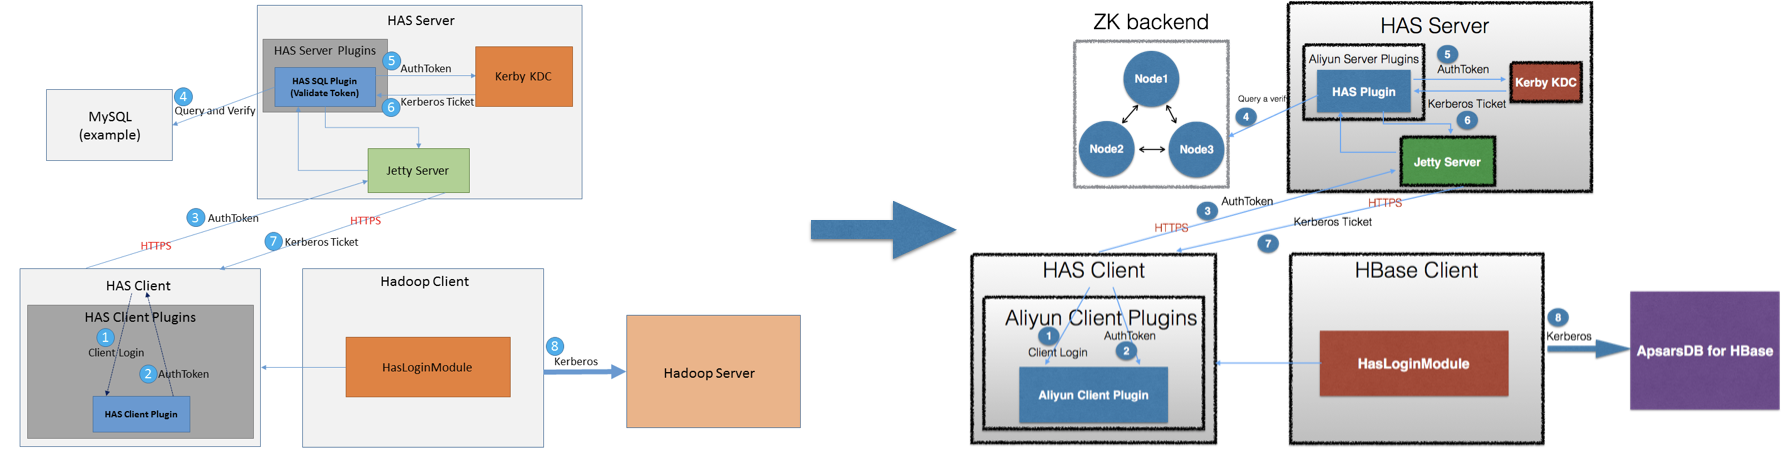 HAS Server
HAS Server Plugins
HAS SQL Plugin
(Validate Token)
5
AuthToken
Kerby KDC
6
Kerberos Ticket
4
Query and Verify
MySQL
(example)
Jetty Server
3
AuthToken
HTTPS
HTTPS
7
Kerberos Ticket
HAS Client
HAS Client Plugins
1
Client Login
2
AuthToken
HAS Client Plugin
Hadoop Client
HasLoginModule
8
Kerberos
Hadoop Server
ZK backend
Node1
Node2
Node3
HAS Server
Aliyun Server Plugins
HAS Plugin
5
AuthToken
Kerby KDC
Kerberos Ticket
6
Query a verify
4
Jetty Server
3
AuthToken
HTTPS
HTTPS
Kerberos Ticket
7
HAS Client
Aliyun Client Plugins
1
Client Login
AuthToken
2
Aliyun Client Plugin
HBase Client
HasLoginModule
8
Kerberos
ApsarsDB for HBase